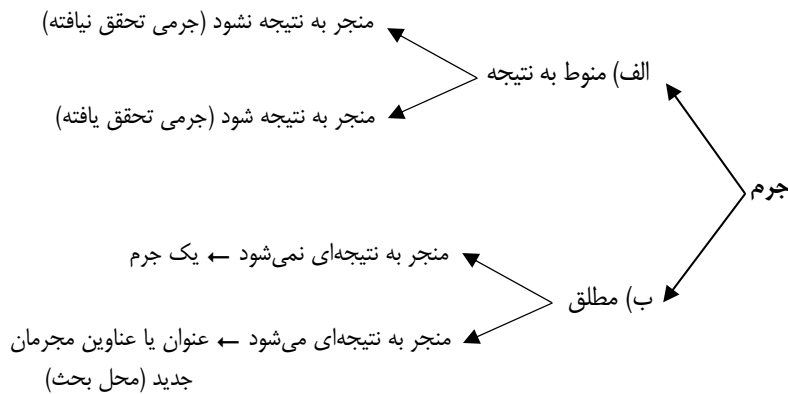 جرم
الف) منوط به نتیجه
منجر به نتیجه نشود (جرمی تحقق نیافته)
منجر به نتیجه شود (جرمی تحقق یافته)
ب) مطلق
منجر به نتیجه‌ای نمی‌شود ← یک جرم
منجر به نتیجه‌ای می‌شود ← عنوان یا عناوین مجرمان
جدید (محل بحث)